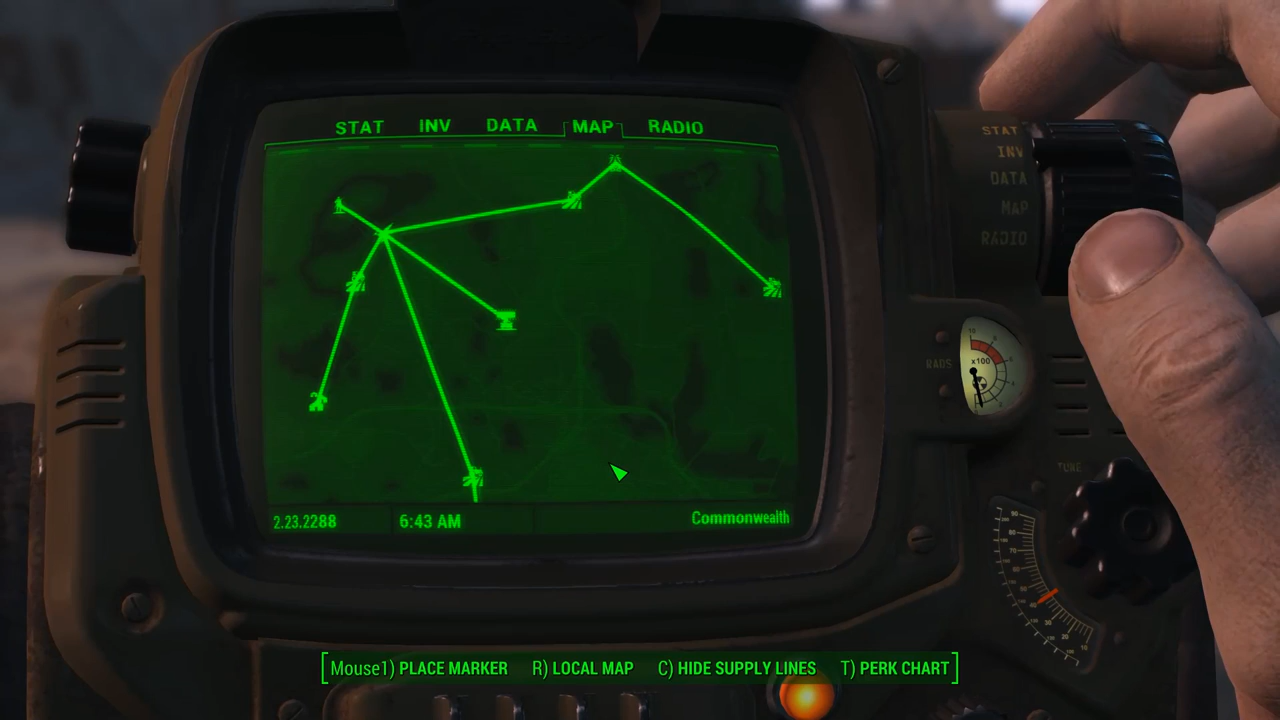 STAT INV DATA MAP RADIO
STAT
INV
DATA
MAP
RADIO
RADS
x100
TUNE
2.23.2288 6:43 AM Commonwealth
Mouse1) PLACE MARKER R) LOCAL MAP C) HIDE SUPPLY LINES T) PERK CHART